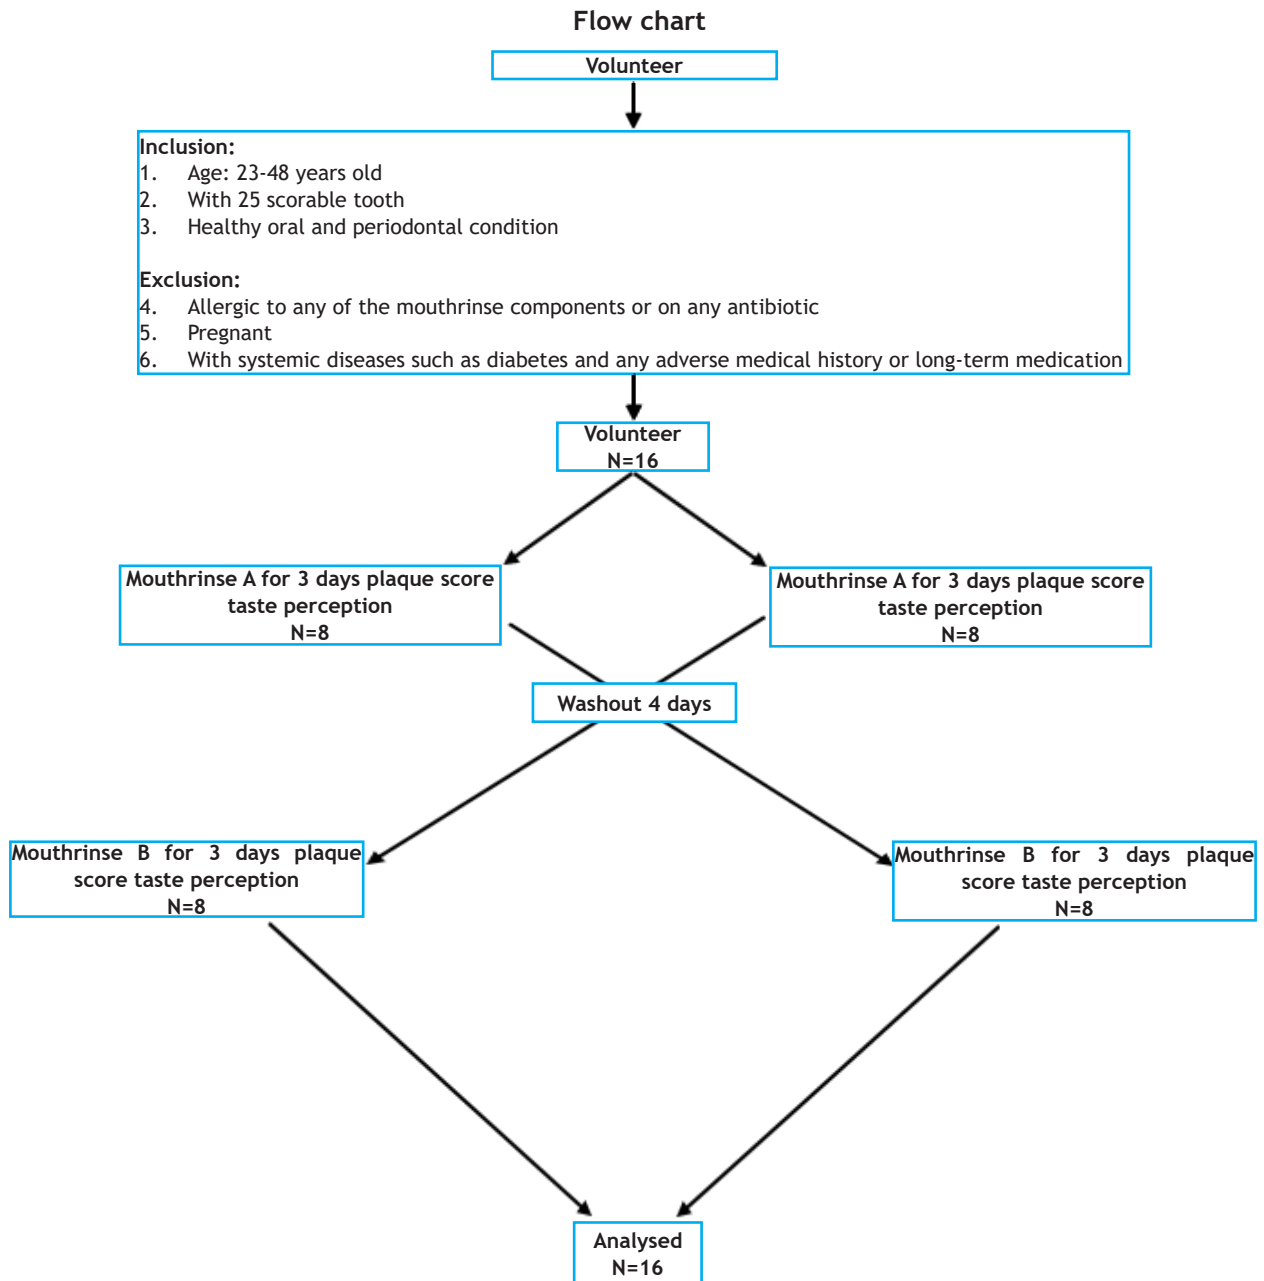 Flow chart
Volunteer
Inclusion:
1. Age: 23-48 years old
2. With 25 scorable tooth
3. Healthy oral and periodontal condition
Exclusion:
4. Allergic to any of the mouthrinse components or on any antibiotic
5. Pregnant
6. With systemic diseases such as diabetes and any adverse medical history or long-term medication
Volunteer
N=16
Mouthrinse A for 3 days plaque score
taste perception
N=8
Mouthrinse A for 3 days plaque score
taste perception
N=8
Washout 4 days
Mouthrinse B for 3 days plaque
score taste perception
N=8
Mouthrinse B for 3 days plaque
score taste perception
N=8
Analysed
N=16